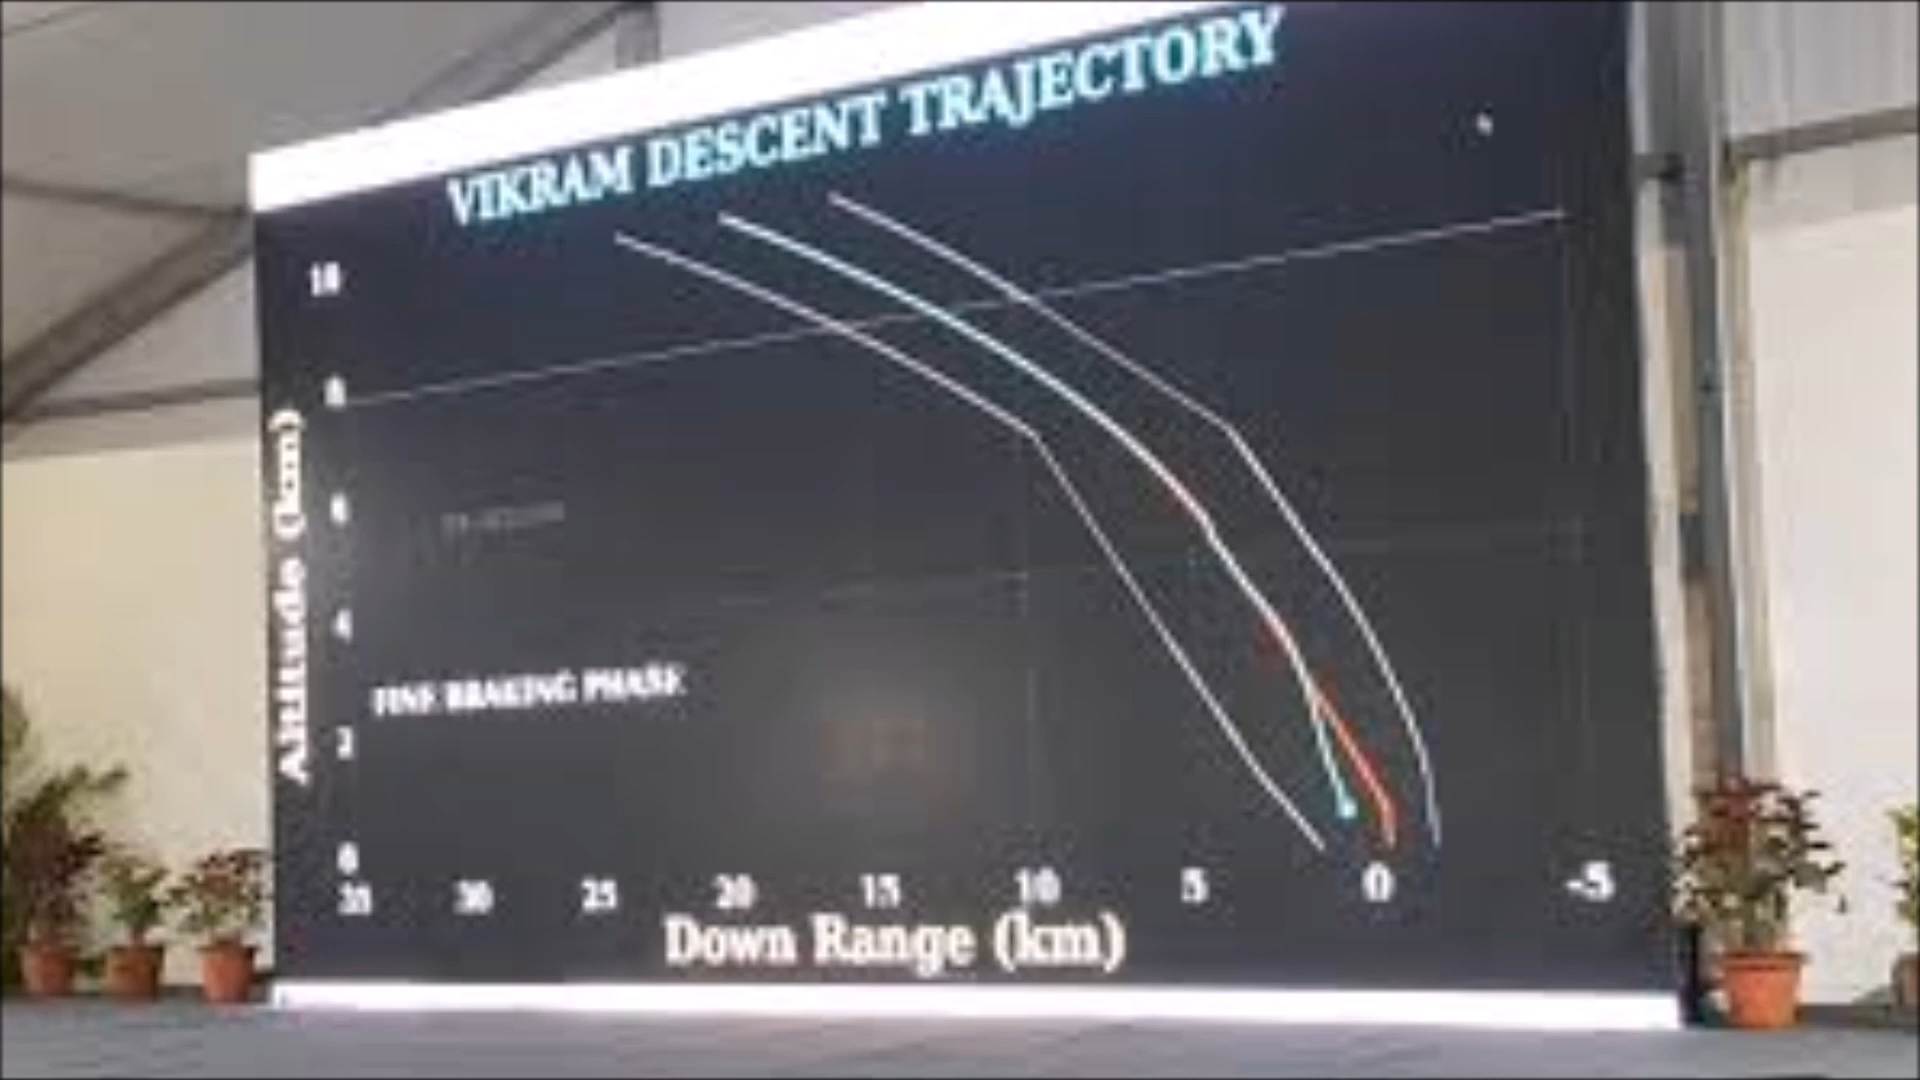 VIKRAM DESCENT TRAJECTORY
10
8
6
4
FINE BRAKING PHASE
2
0
Altitude (km)
35 30 25 20 15 10 5 0 -5
Down Range (km)